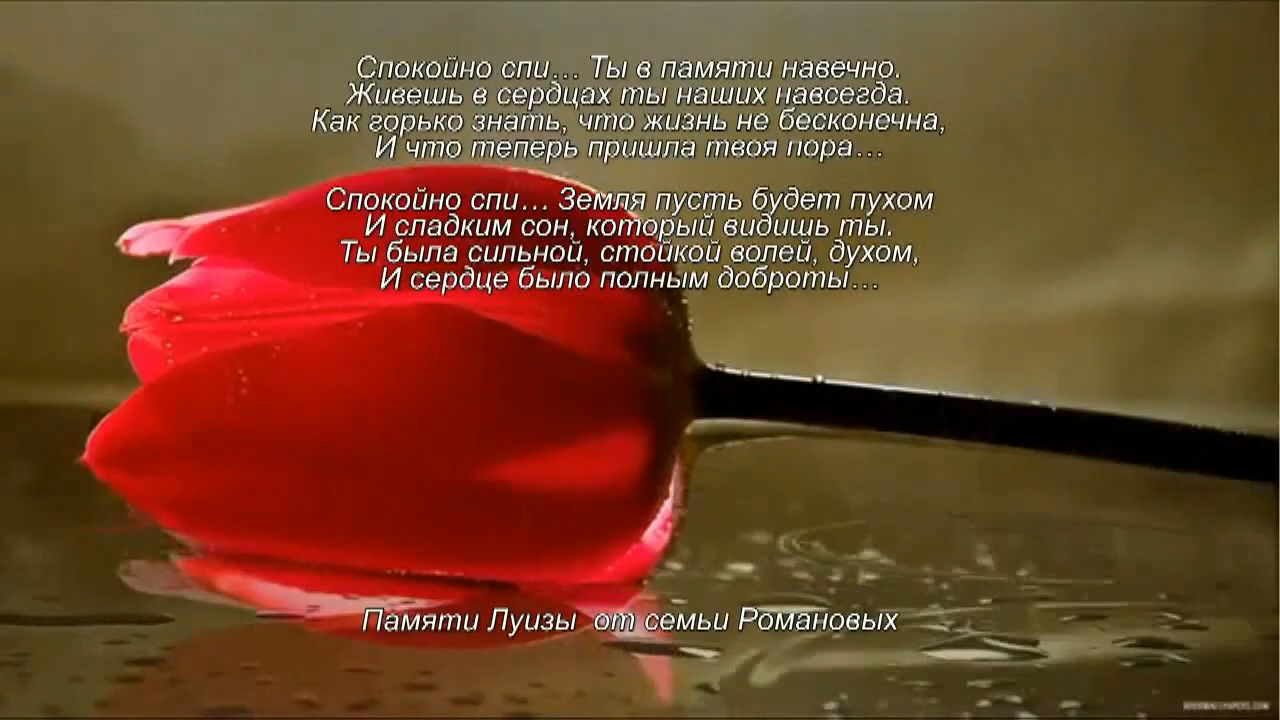 Спокойно спи... Ты в памяти навечно.
Живешь в сердцах ты наших навсегда.
Как горько знать, что жизнь не бесконечна,
И что теперь пришла твоя пора...
Спокойно спи... Земля пусть будет пухом
И сладким сон, который видишь ты.
Ты была сильной, стойкой волей, духом,
И сердце было полным доброты...
Памяти Луизы от семьи Романовых